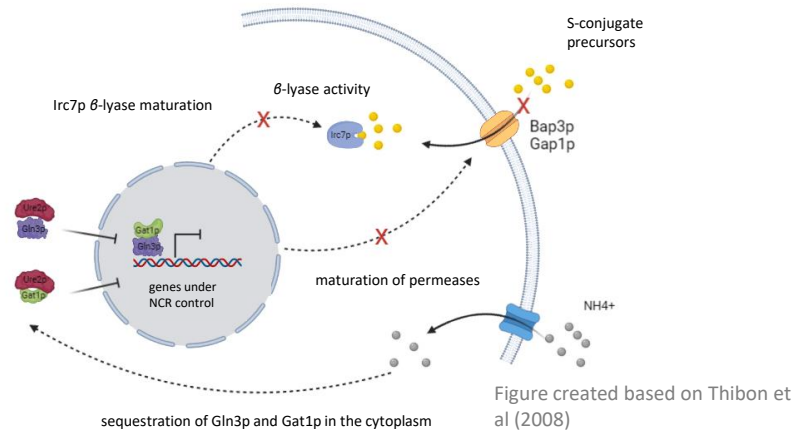 S-conjugate
precursors
β-lyase activity
Irc7p β-lyase maturation
Irc7p
Bap3p
Gap1p
Ure2p
Gln3p
Gat1p
Gln3p
Ure2p
Gat1p
genes under
NCR control
maturation of permeases
NH4+
sequestration of Gln3p and Gat1p in the cytoplasm
Figure created based on Thibon et
al (2008)